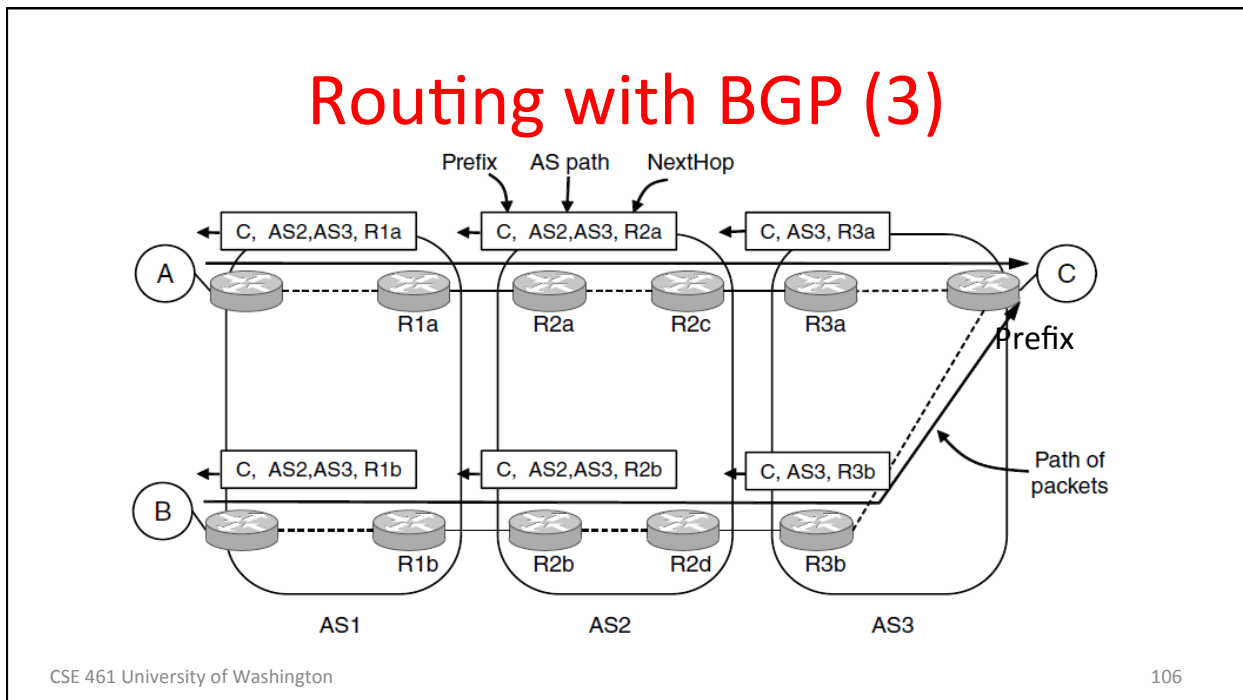 Routing with BGP (3)
Prefix AS path NextHop
C, AS2,AS3, R1a
C, AS2,AS3, R2a
C, AS3, R3a
A
C
R1a
R2a
R2c
R3a
Prefix
C, AS2,AS3, R1b
C, AS2,AS3, R2b
C, AS3, R3b
Path of
packets
B
R1b
R2b
R2d
R3b
AS1
AS2
AS3
CSE 461 University of Washington
106